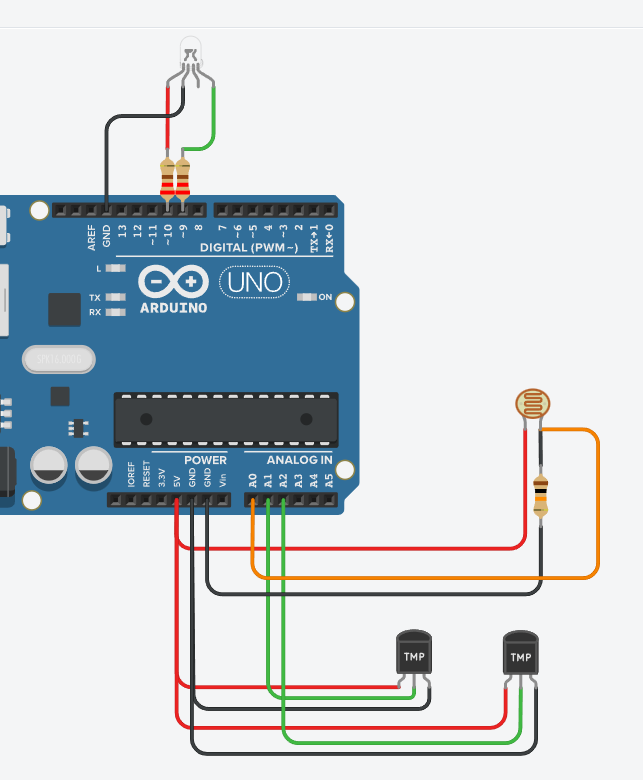 AREF
GND
13
12
~11
~10
~9
8
7
~6
~5
4
~3
2
TX→1
RX←0
DIGITAL (PWM~)
L
TX
RX
ARDUINO
UNO
ON
POWER
ANALOG IN
IOREF
RESET
3.3V
5V
GND
GND
Vin
A0
A1
A2
A3
A4
A5
TMP
TMP